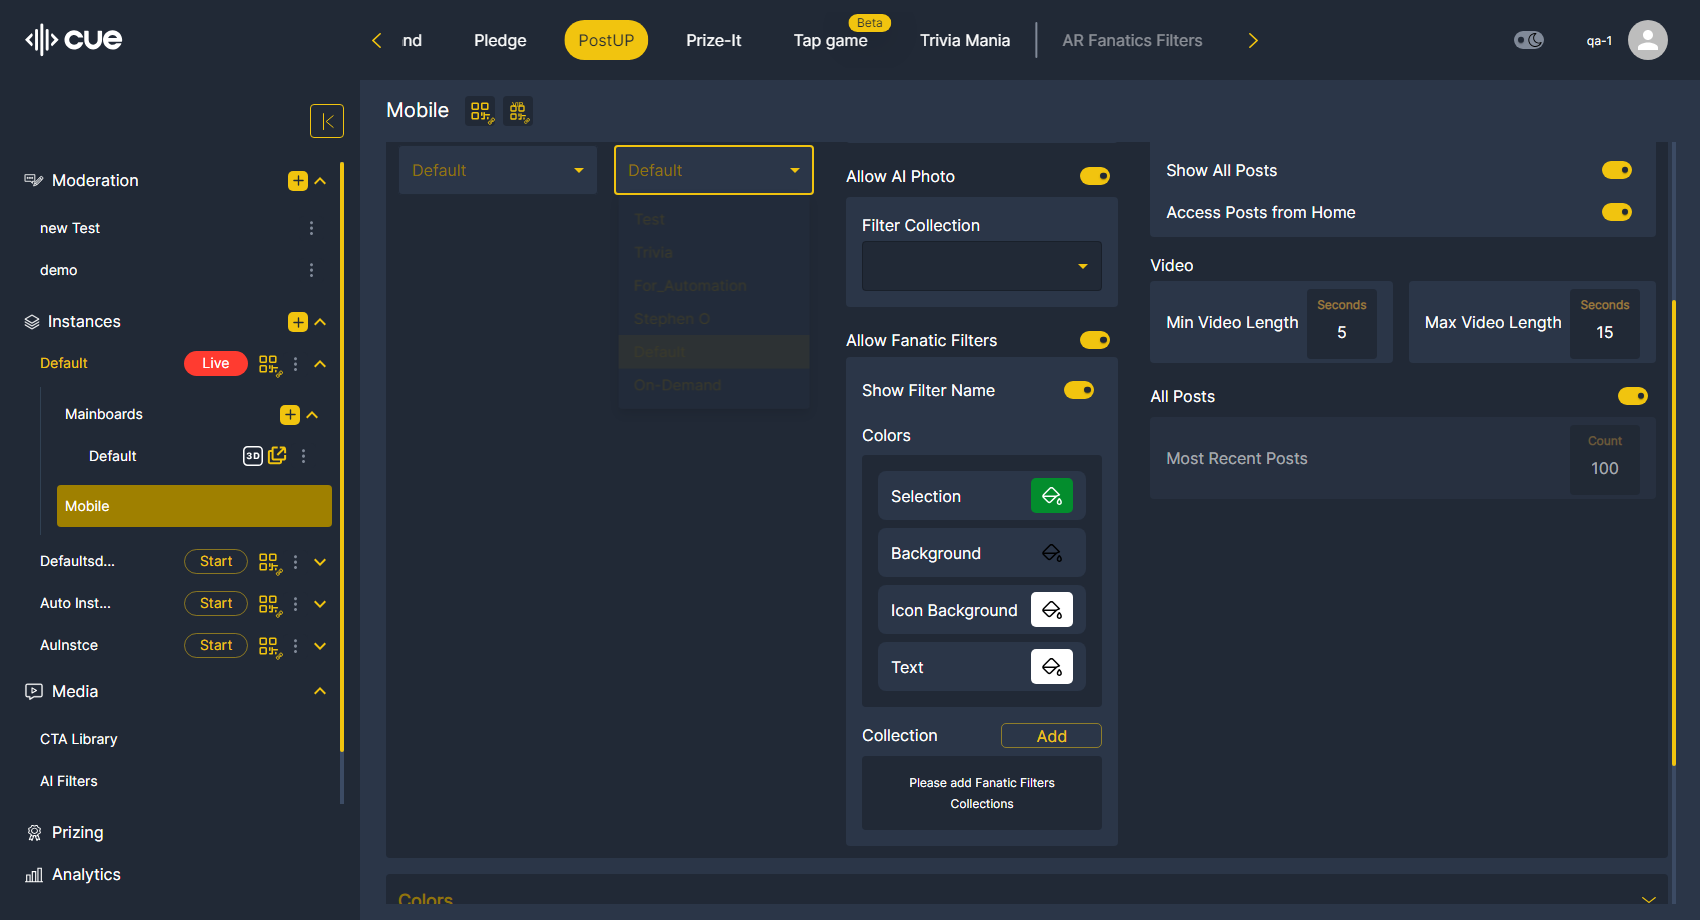 cue
nd
Pledge
PostUP
Prize-It
Beta
Tap game
Trivia Mania
AR Fanatics Filters
qa-1
Moderation
new Test
demo
Instances
Default
Live
Mainboards
Default
3D
Mobile
Defaultsd...
Start
Auto Inst...
Start
AuInstce
Start
Media
CTA Library
AI Filters
Prizing
Analytics
Mobile
VIP
Default
Default
Test
Trivia
For_Automation
Stephen O
Default
On-Demand
Allow AI Photo
Filter Collection
Allow Fanatic Filters
Show Filter Name
Colors
Selection
Background
Icon Background
Text
Collection
Add
Please add Fanatic Filters
Collections
Show All Posts
Access Posts from Home
Video
Min Video Length
Seconds
5
Max Video Length
Seconds
15
All Posts
Most Recent Posts
Count
100
Colors